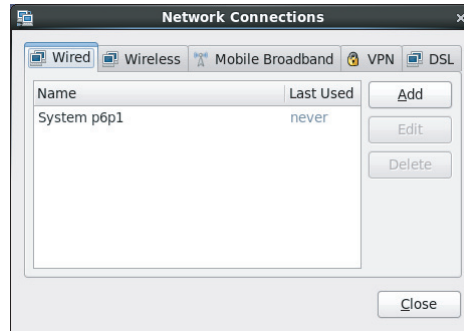 Network Connections
Wired Wireless Mobile Broadband VPN DSL
Name Last Used
System p6p1 never
Add
Edit
Delete
Close